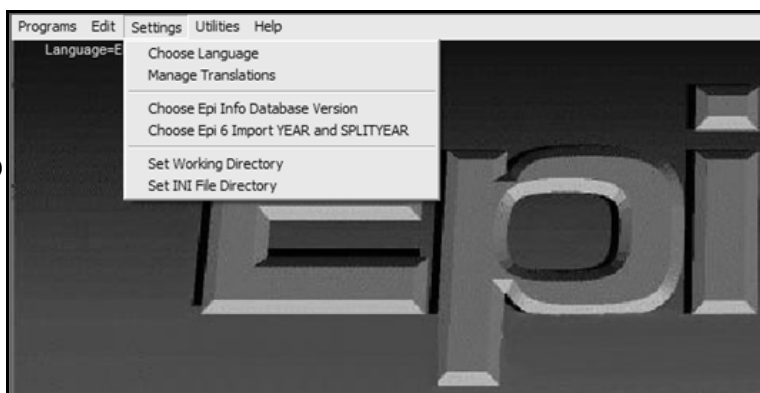 Programs Edit Settings Utilities Help
Language=E
Choose Language
Manage Translations
Choose Epi Info Database Version
Choose Epi 6 Import YEAR and SPLITYEAR
Set Working Directory
Set INI File Directory
Epi